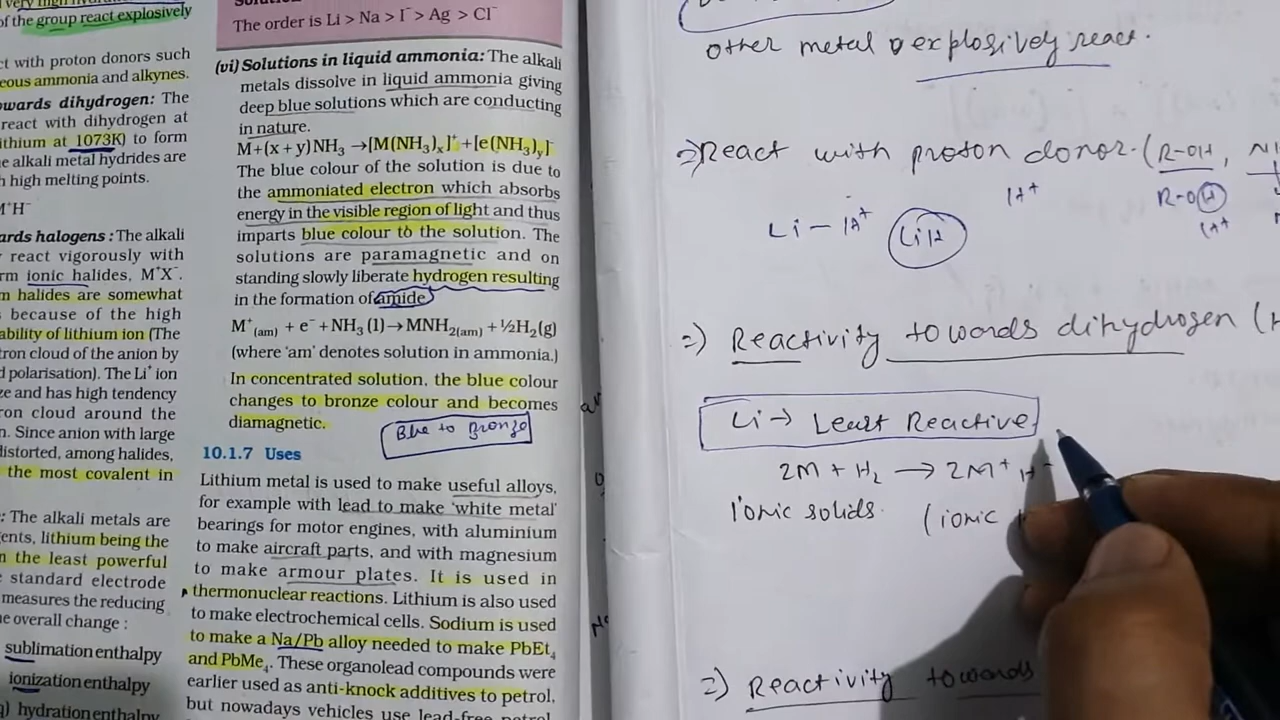 very high
of the group react explosively
ct with proton donors such
eous ammonia and alkynes.
owards dihydrogen: The
react with dihydrogen at
ithium at 1073K) to form
e alkali metal hydrides are
h high melting points.
M⁺H⁻
ards halogens : The alkali
react vigorously with
rm ionic halides, M⁺X⁻.
m halides are somewhat
because of the high
ability of lithium ion (The
tron cloud of the anion by
d polarisation). The Li⁺ ion
ze and has high tendency
ron cloud around the
n. Since anion with large
distorted, among halides,
the most covalent in
: The alkali metals are
ents, lithium being the
n the least powerful
standard electrode
measures the reducing
e overall change :
sublimation enthalpy
ionization enthalpy
q) hydration enthalpy
Solution
The order is Li > Na > I⁻ > Ag > Cl⁻
(vi) Solutions in liquid ammonia: The alkali
metals dissolve in liquid ammonia giving
deep blue solutions which are conducting
in nature.
M+(x + y)NH₃ →[M(NH₃)ₓ]⁺+[e(NH₃)ᵧ]⁻
The blue colour of the solution is due to
the ammoniated electron which absorbs
energy in the visible region of light and thus
imparts blue colour to the solution. The
solutions are paramagnetic and on
standing slowly liberate hydrogen resulting
in the formation of amide
M⁺(am) + e⁻ + NH₃ (l) → MNH₂(am) + ½H₂(g)
(where 'am' denotes solution in ammonia.)
In concentrated solution, the blue colour
changes to bronze colour and becomes
diamagnetic.
Blue to Bronze
10.1.7 Uses
Lithium metal is used to make useful alloys,
for example with lead to make 'white metal'
bearings for motor engines, with aluminium
to make aircraft parts, and with magnesium
to make armour plates. It is used in
thermonuclear reactions. Lithium is also used
to make electrochemical cells. Sodium is used
to make a Na/Pb alloy needed to make PbEt₄
and PbMe₄. These organolead compounds were
earlier used as anti-knock additives to petrol,
but nowadays vehicles use lead-free petrol
other metal explosively react.
⇒ React with proton donor. (R-OH,
H⁺ R-OH
Li – H⁺ LiH H⁺
=) Reactivity towords dihydrogen (H
Li → Least Reactive
2M + H₂ → 2M⁺ H⁻
ionic solids. (ionic
=) Reactivity towords